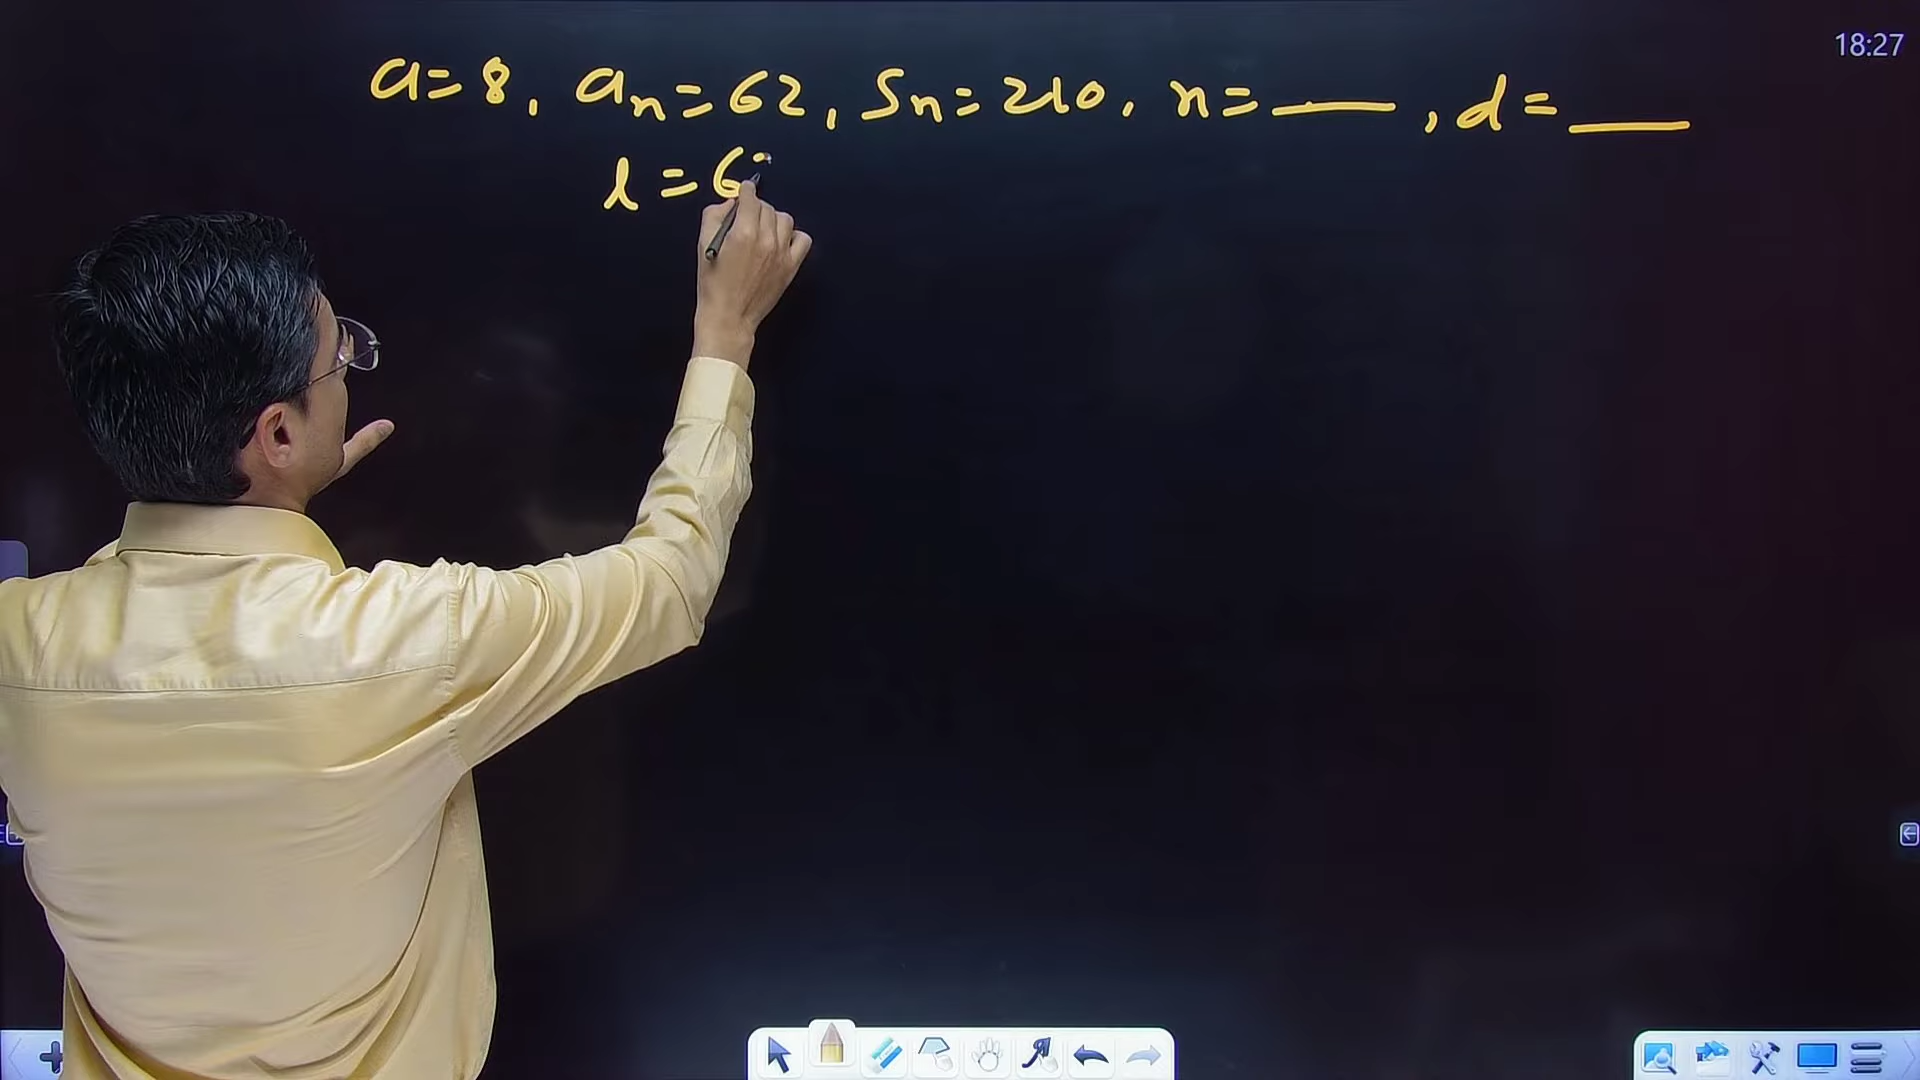 18:27
a=8, an=62, Sn=210, n=___, d=___
l=6